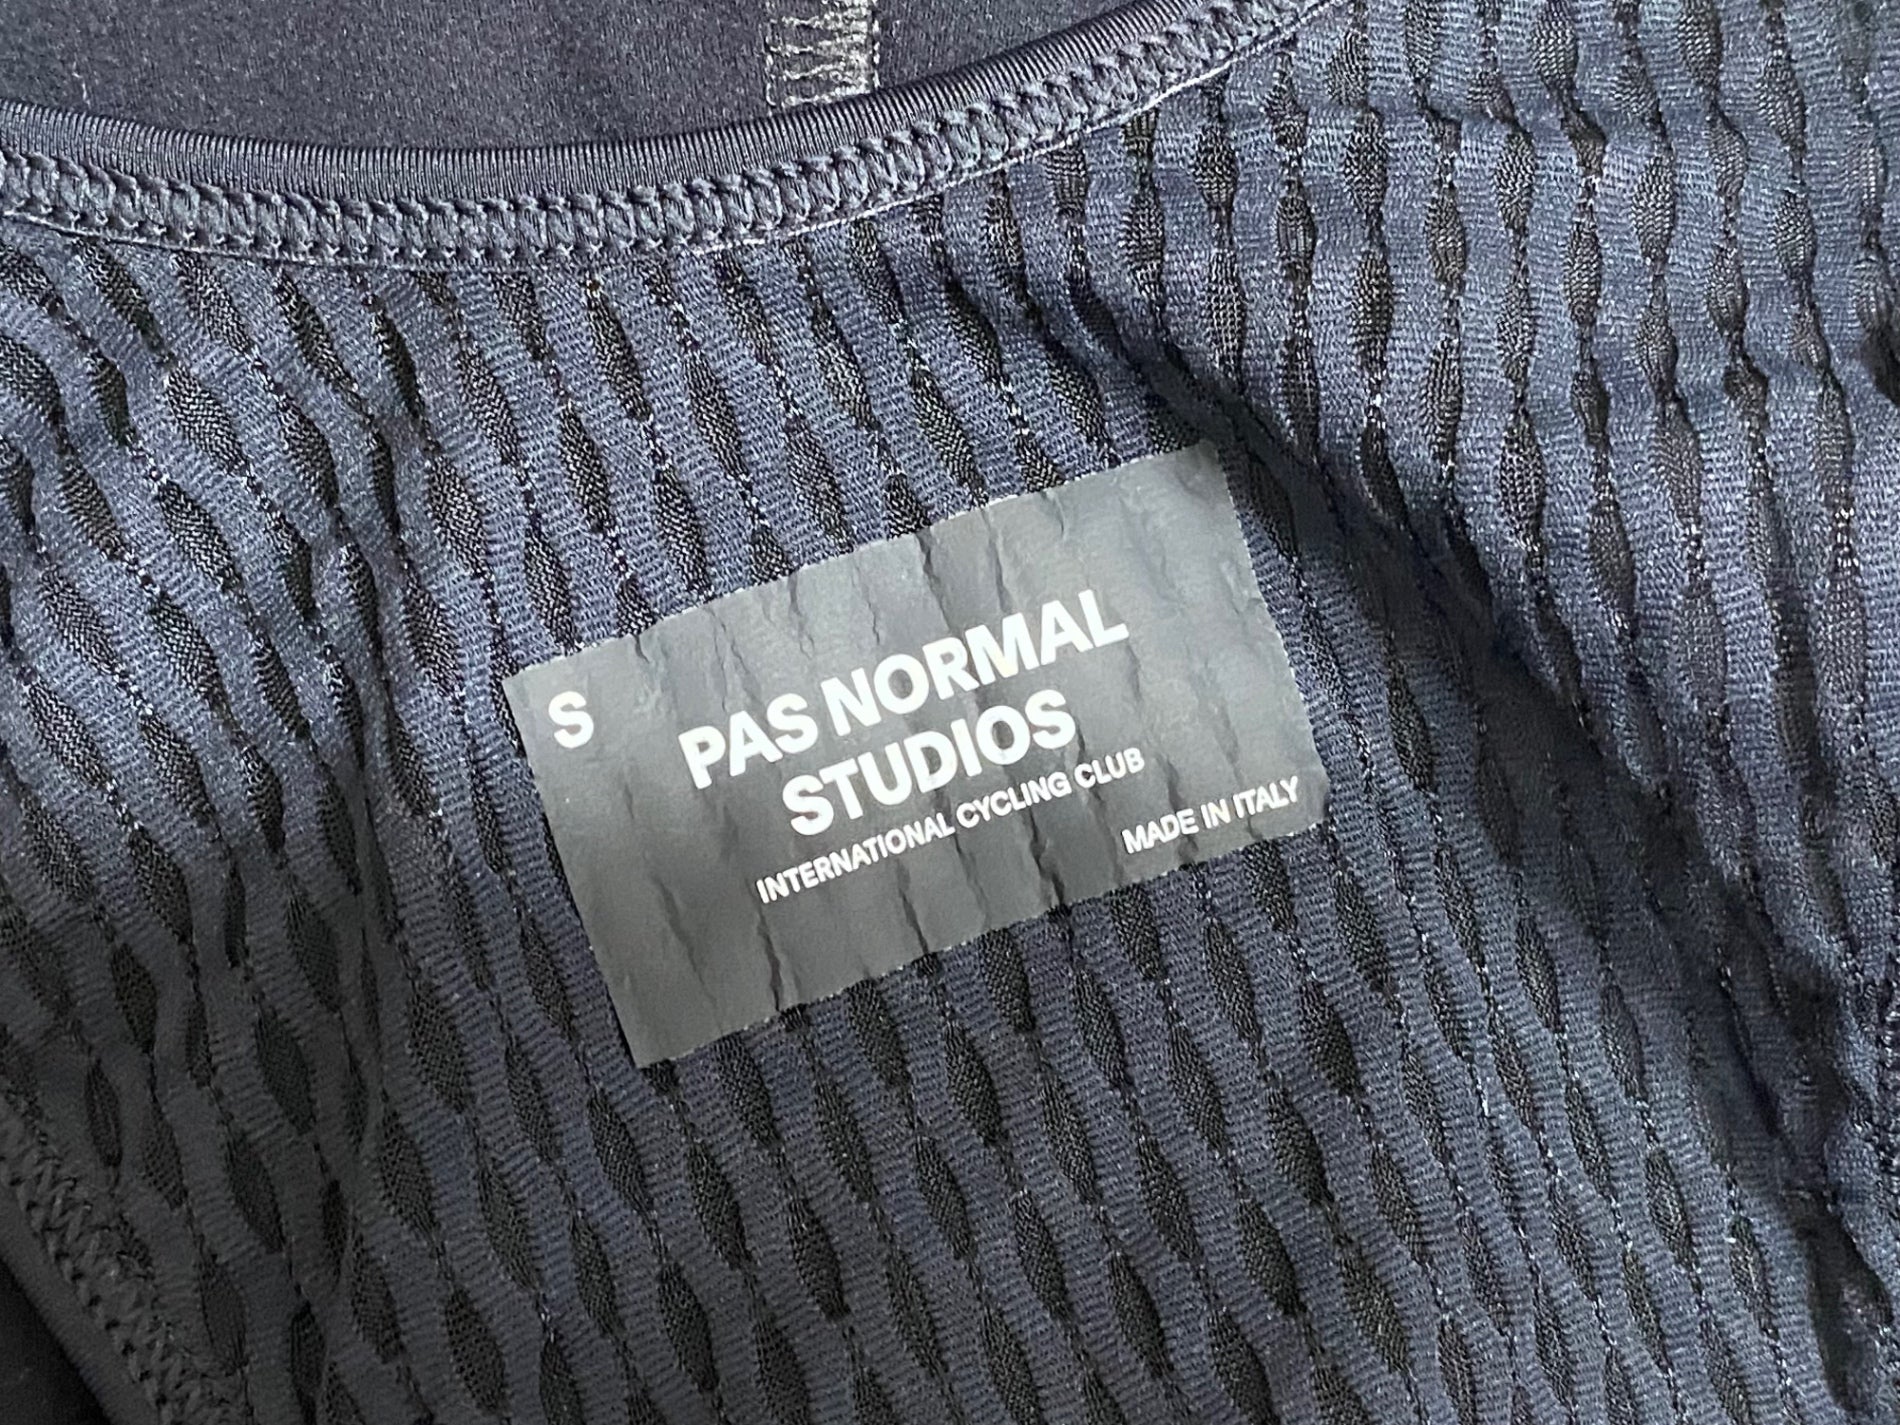 S
PAS NORMAL
STUDIOS
INTERNATIONAL CYCLING CLUB
MADE IN ITALY